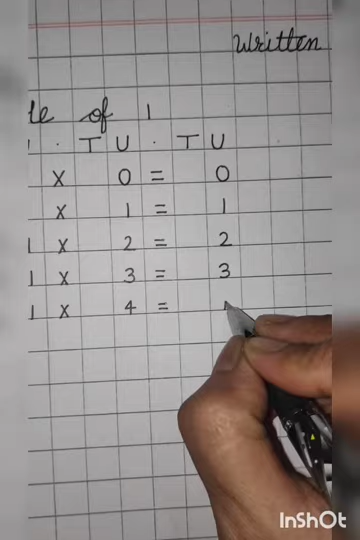 Written
le of 1
. T U . T U
X 0 = 0
X 1 = 1
1 X 2 = 2
1 X 3 = 3
1 X 4 =
InShOt